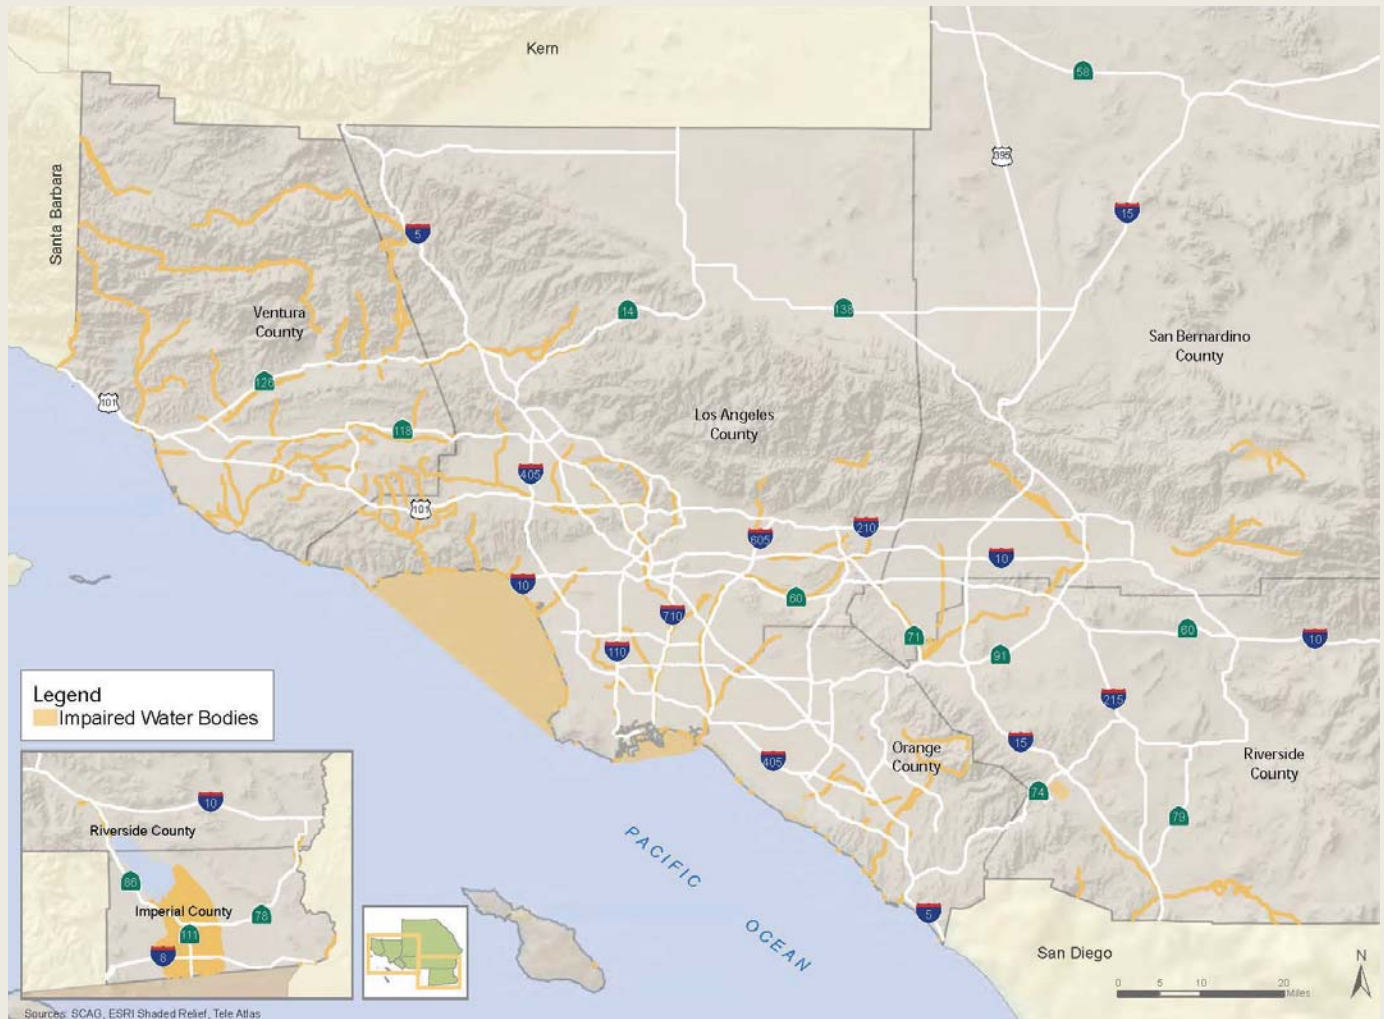 Kern
58
395
Santa Barbara
15
5
Ventura
County
14
138
San Bernardino
County
126
101
118
Los Angeles
County
405
101
605
210
10
10
60
710
71
60
10
110
91
Legend
Impaired Water Bodies
215
405
Orange
County
15
Riverside
County
74
79
10
Riverside County
86
Imperial County
78
111
8
PACIFIC
OCEAN
5
San Diego
N
0 5 10 20
Miles
Sources: SCAG, ESRI Shaded Relief, Tele Atlas